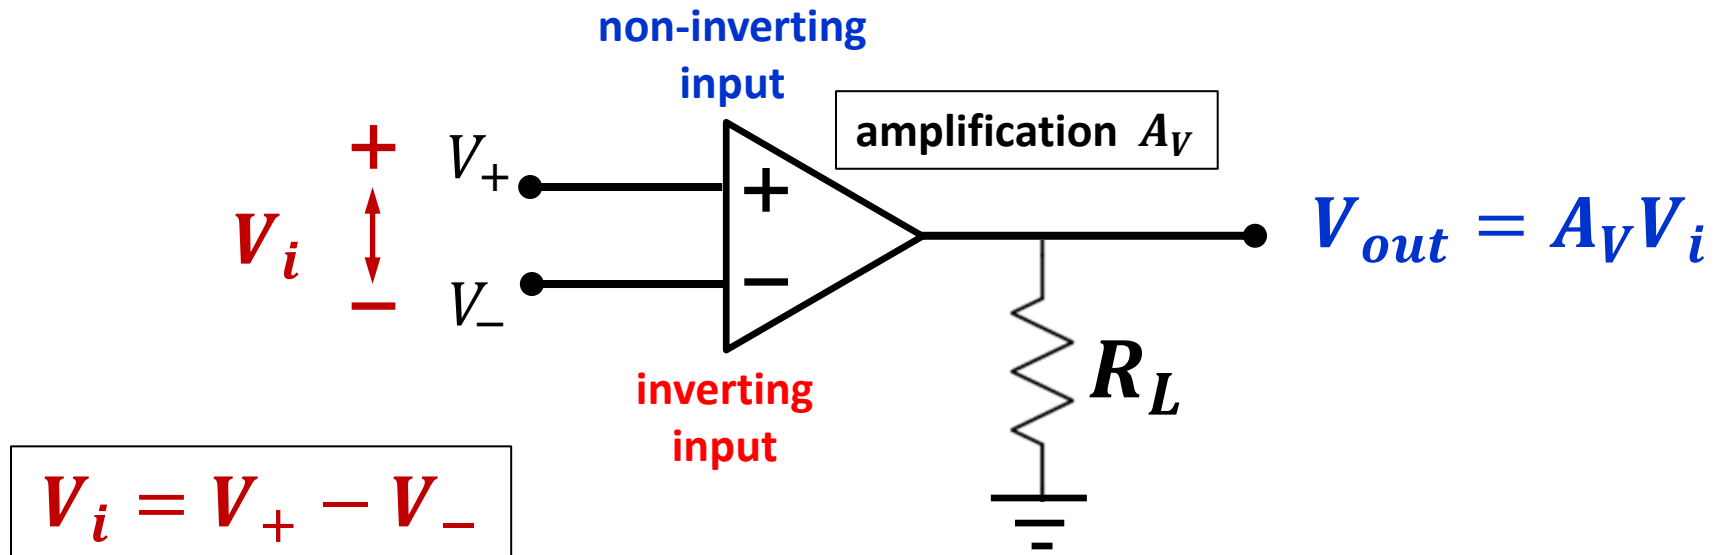 non-inverting
input
amplification A_V
+
V_+
+
V_i
V_out = A_V V_i
−
V_−
−
R_L
inverting
input
V_i = V_+ − V_−